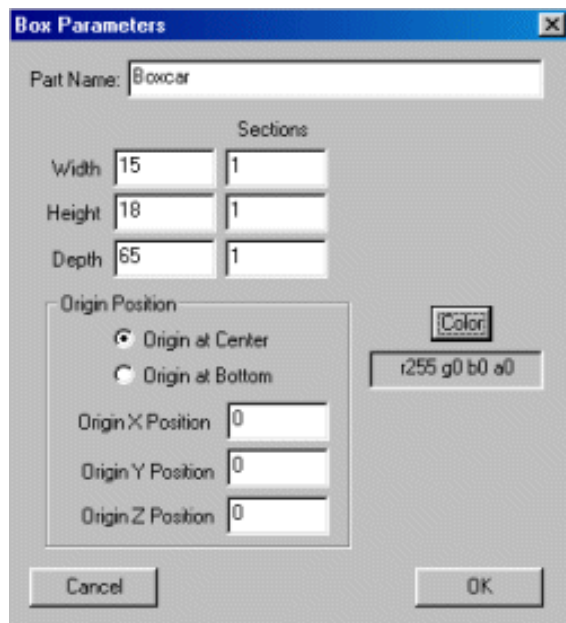 Box Parameters
Part Name: Boxcar
Sections
Width 15 1
Height 18 1
Depth 65 1
Origin Position
Origin at Center
Origin at Bottom
Color
r255 g0 b0 a0
Origin X Position 0
Origin Y Position 0
Origin Z Position 0
Cancel OK